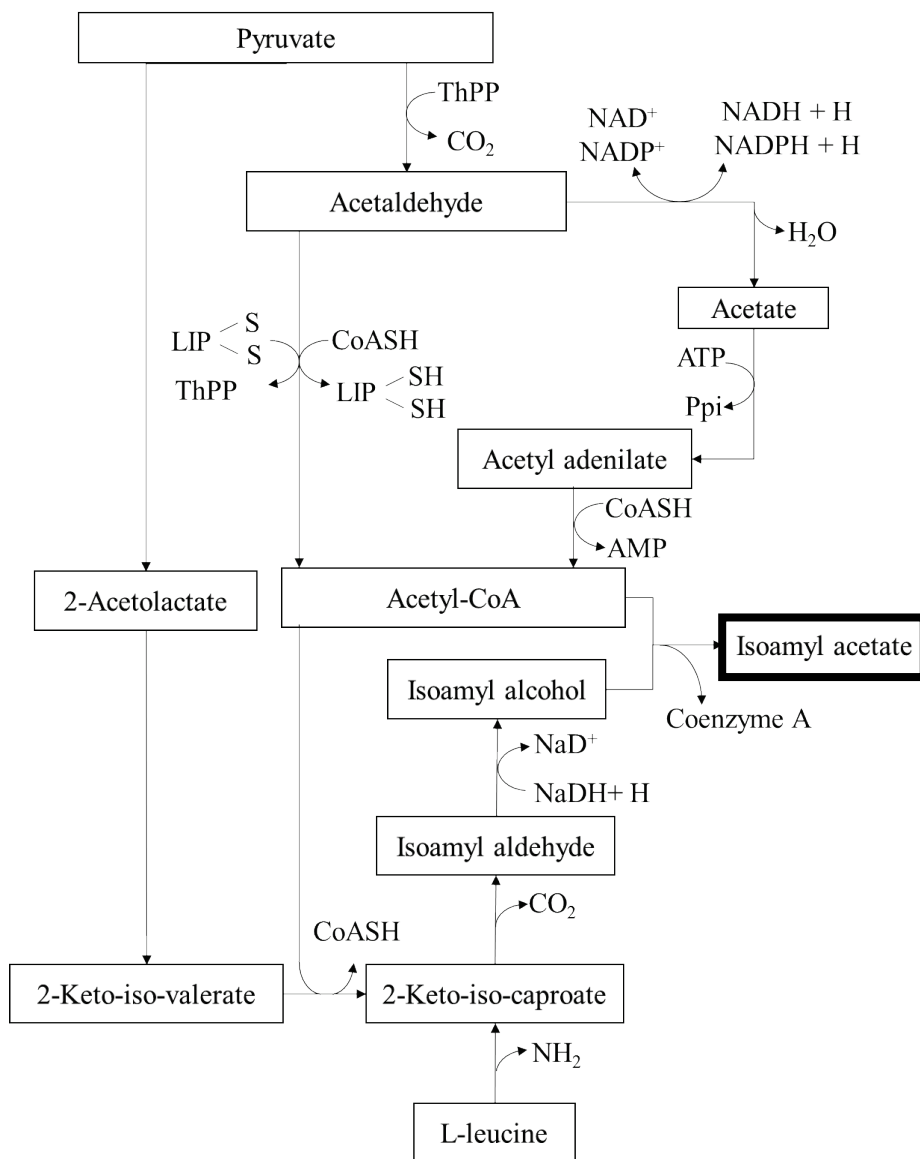 Pyruvate
ThPP
CO2
NAD+
NADP+
NADH + H
NADPH + H
Acetaldehyde
H2O
Acetate
LIP
S
S
CoASH
ThPP
LIP
SH
SH
ATP
Ppi
Acetyl adenilate
CoASH
AMP
2-Acetolactate
Acetyl-CoA
Isoamyl acetate
Isoamyl alcohol
Coenzyme A
NaD+
NaDH+ H
Isoamyl aldehyde
CO2
CoASH
2-Keto-iso-valerate
2-Keto-iso-caproate
NH2
L-leucine